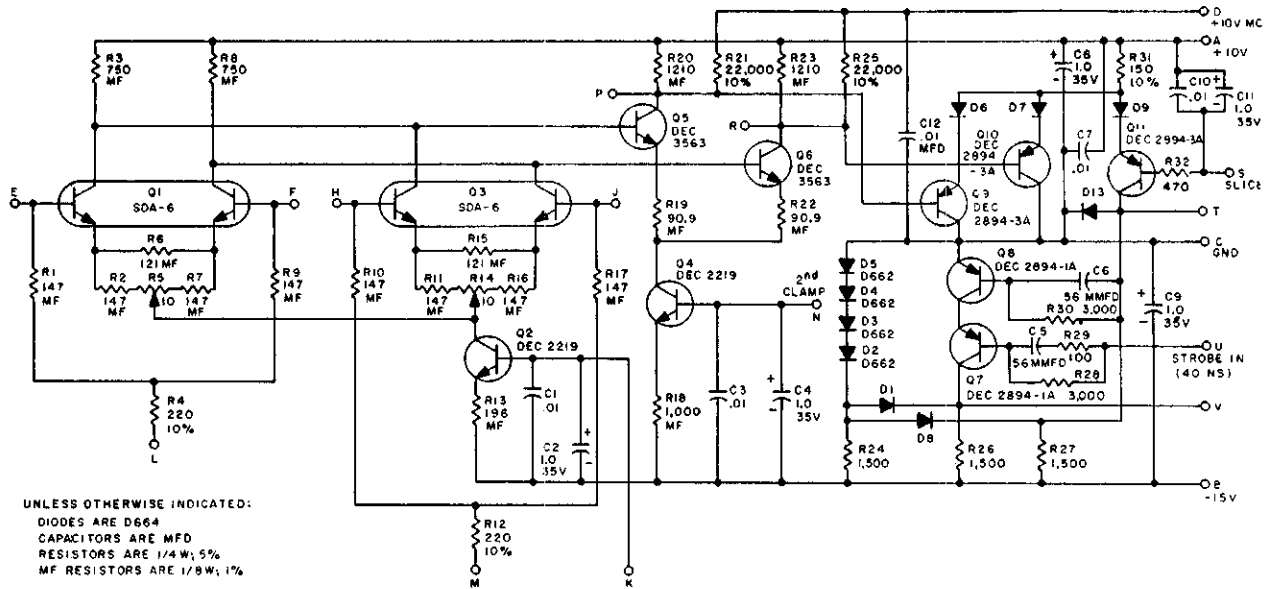 D
+10V MC
A
+10V
R3
750
MF
R8
750
MF
R20
1210
MF
R21
22,000
10%
R23
1210
MF
R25
22,000
10%
C8
1.0
35V
R31
150
10%
C10
.01
C11
1.0
35V
P
Q5
DEC
3563
R
Q6
DEC
3563
C12
.01
MFD
D6
D7
D9
Q10
DEC
2894
-3A
C7
.01
Q11
DEC 2894-3A
R32
470
S
SLICE
E
Q1
SDA-6
F
H
Q3
SDA-6
J
Q9
DEC
2894-3A
D13
T
R6
121 MF
R15
121 MF
R19
90.9
MF
R22
90.9
MF
C
GND
R1
147
MF
R2
147
MF
R5
10
R7
147
MF
R9
147
MF
R10
147
MF
R11
147
MF
R14
10
R16
147
MF
R17
147
MF
Q4
DEC 2219
2nd
CLAMP
N
D5
D662
D4
D662
D3
D662
D2
D662
Q8
DEC 2894-1A
C6
56 MMFD
R30
3,000
C9
1.0
35V
Q2
DEC 2219
C5
56MMFD
R29
100
R28
3,000
U
STROBE IN
(40 NS)
Q7
DEC 2894-1A
R4
220
10%
L
R13
196
MF
C1
.01
C2
1.0
35V
R18
1,000
MF
C3
.01
C4
1.0
35V
D1
V
D8
R24
1,500
R26
1,500
R27
1,500
-15V
UNLESS OTHERWISE INDICATED:
DIODES ARE D664
CAPACITORS ARE MFD
RESISTORS ARE 1/4W; 5%
MF RESISTORS ARE 1/8W; 1%
R12
220
10%
M
K